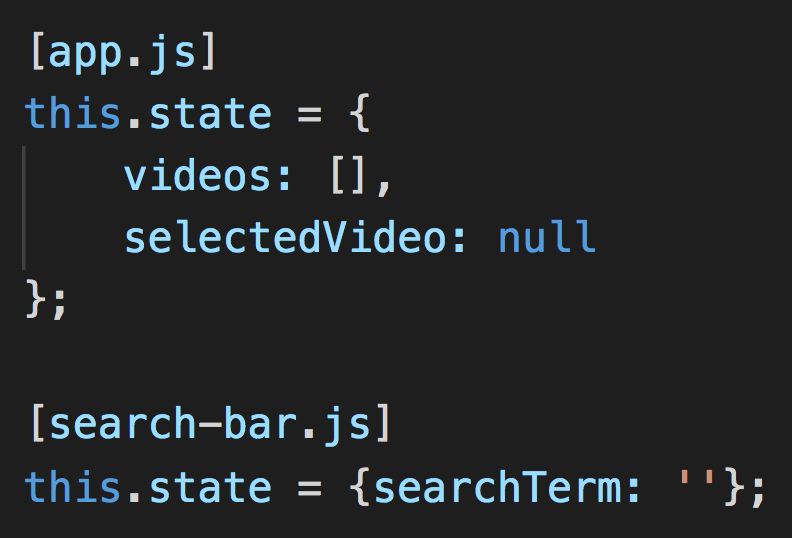 [app.js]
this.state = {
    videos: [],
    selectedVideo: null
};

[search-bar.js]
this.state = {searchTerm: ''};